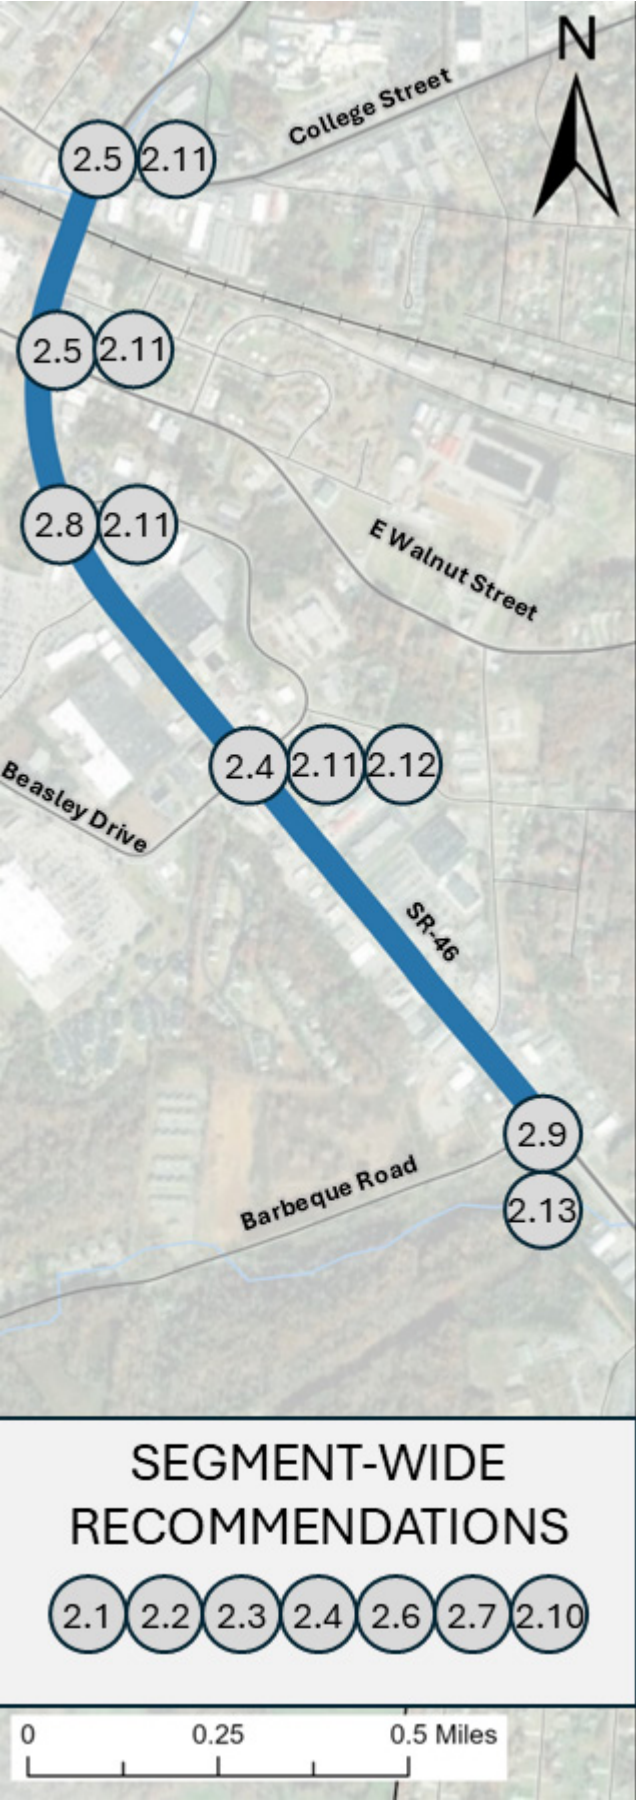 N
College Street
2.5 2.11
2.5 2.11
2.8 2.11
E Walnut Street
2.4 2.11 2.12
Beasley Drive
SR-46
2.9
Barbeque Road
2.13
SEGMENT-WIDE
RECOMMENDATIONS
2.1 2.2 2.3 2.4 2.6 2.7 2.10
0 0.25 0.5 Miles